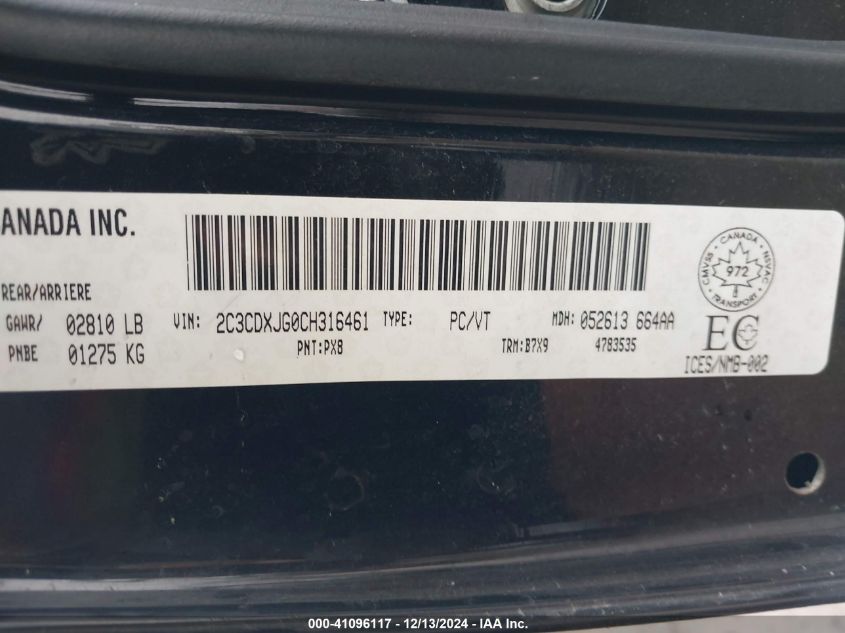 ANADA INC.
REAR/ARRIERE
GAWR/ 02810 LB
PNBE 01275 KG
VIN: 2C3CDXJG0CH316461 TYPE: PC/VT MDH: 052613 664AA
PNT:PX8 TRM:B7X9 4783535
CMVSS · CANADA · NSVAC
972
TRANSPORT
EC
ICES/NMB-002
000-41096117 - 12/13/2024 - IAA Inc.